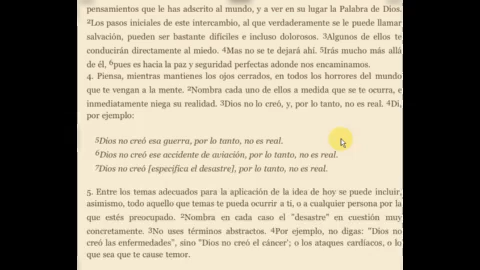 pensamientos que le has adscrito al mundo, y a ver en su lugar la Palabra de Dios.
²Los pasos iniciales de este intercambio, al que verdaderamente se le puede llamar
salvación, pueden ser bastante difíciles e incluso dolorosos. ³Algunos de ellos te
conducirán directamente al miedo. ⁴Mas no se te dejará ahí. ⁵Irás mucho más allá
de él, ⁶pues es hacia la paz y seguridad perfectas adonde nos encaminamos.
4. Piensa, mientras mantienes los ojos cerrados, en todos los horrores del mundo
que te vengan a la mente. ²Nombra cada uno de ellos a medida que se te ocurra, e
inmediatamente niega su realidad. ³Dios no lo creó, y, por lo tanto, no es real. ⁴Di,
por ejemplo:
⁵Dios no creó esa guerra, por lo tanto, no es real.
⁶Dios no creó ese accidente de aviación, por lo tanto, no es real.
⁷Dios no creó [especifica el desastre], por lo tanto, no es real.
5. Entre los temas adecuados para la aplicación de la idea de hoy se puede incluir,
asimismo, todo aquello que temas te pueda ocurrir a ti, o a cualquier persona por la
que estés preocupado. ²Nombra en cada caso el "desastre" en cuestión muy
concretamente. ³No uses términos abstractos. ⁴Por ejemplo, no digas: "Dios no
creó las enfermedades", sino "Dios no creó el cáncer'; o los ataques cardíacos, o lo
que sea que te cause temor.